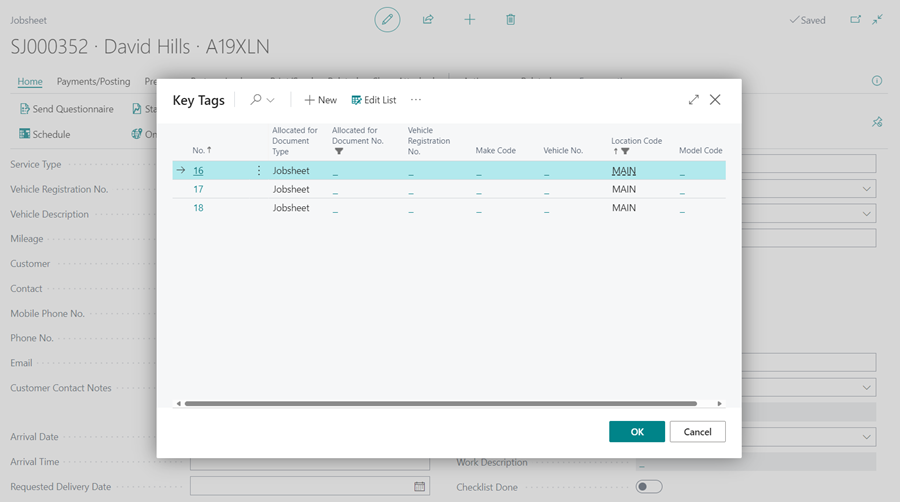 Jobsheet
Saved
SJ000352 · David Hills · A19XLN
Home Payments/Posting
Send Questionnaire
Schedule
Service Type
Vehicle Registration No.
Vehicle Description
Mileage
Customer
Contact
Mobile Phone No.
Phone No.
Email
Customer Contact Notes
Arrival Date
Arrival Time
Requested Delivery Date
Work Description
Checklist Done
Key Tags
New
Edit List
No.
Allocated for Document Type
Allocated for Document No.
Vehicle Registration No.
Make Code
Vehicle No.
Location Code
Model Code
16 Jobsheet _ _ _ _ MAIN _
17 Jobsheet _ _ _ _ MAIN _
18 Jobsheet _ _ _ _ MAIN _
OK
Cancel